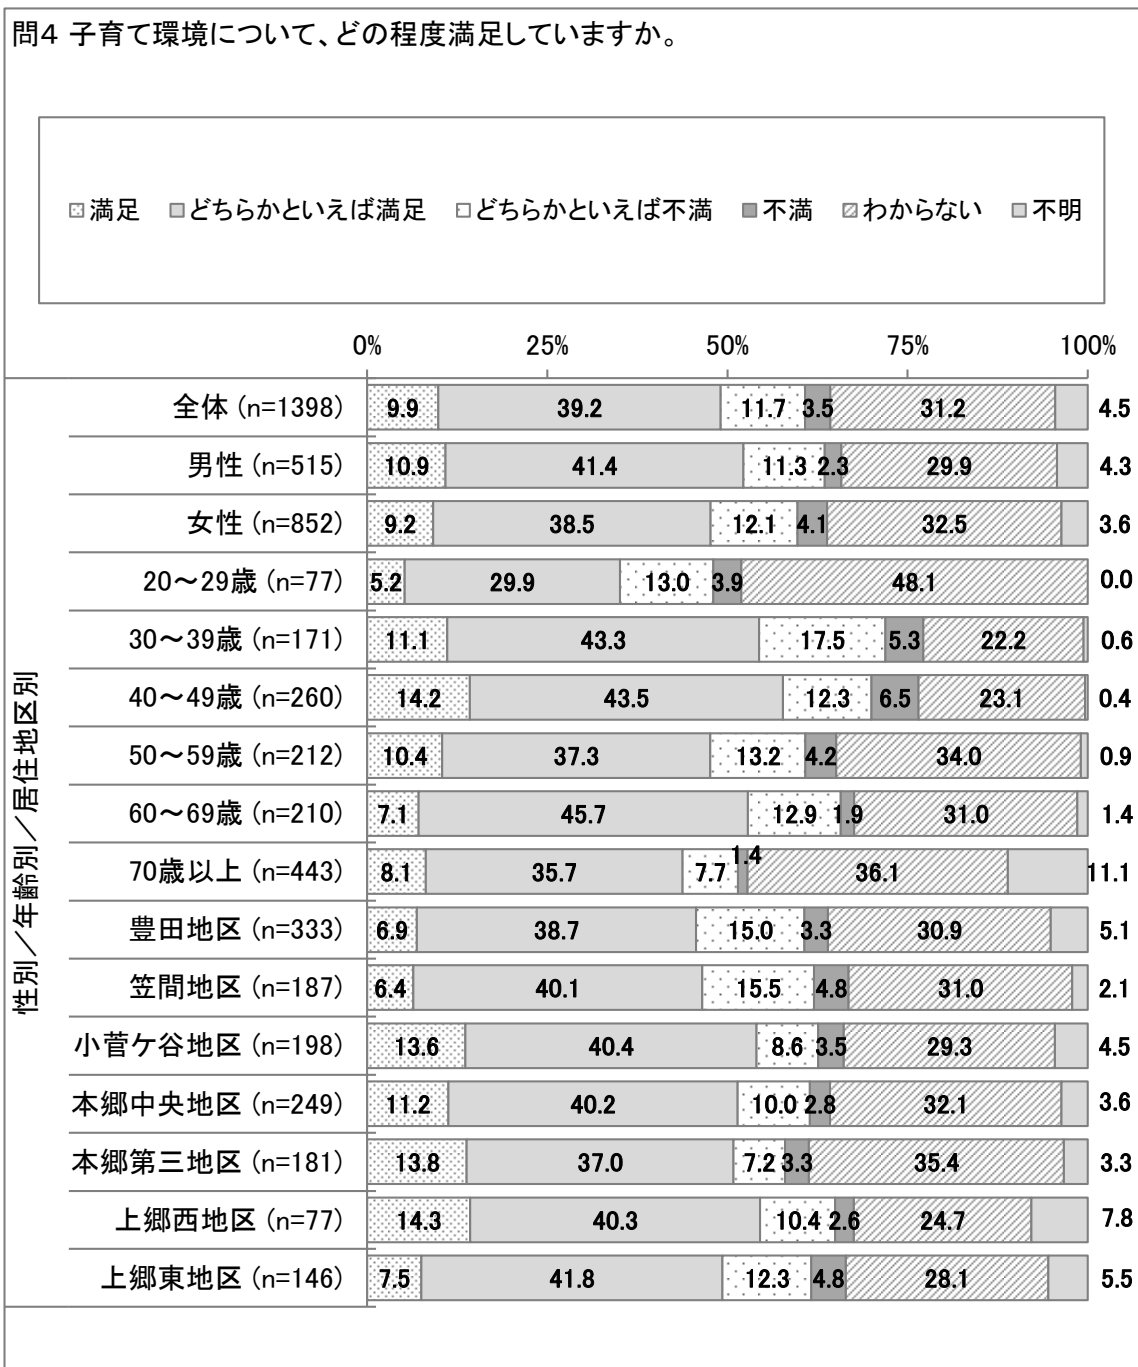 問4 子育て環境について、どの程度満足していますか。
満足 どちらかといえば満足 どちらかといえば不満 不満 わからない 不明
0% 25% 50% 75% 100%
性別／年齢別／居住地区別
全体 (n=1398) 9.9 39.2 11.7 3.5 31.2 4.5
男性 (n=515) 10.9 41.4 11.3 2.3 29.9 4.3
女性 (n=852) 9.2 38.5 12.1 4.1 32.5 3.6
20～29歳 (n=77) 5.2 29.9 13.0 3.9 48.1 0.0
30～39歳 (n=171) 11.1 43.3 17.5 5.3 22.2 0.6
40～49歳 (n=260) 14.2 43.5 12.3 6.5 23.1 0.4
50～59歳 (n=212) 10.4 37.3 13.2 4.2 34.0 0.9
60～69歳 (n=210) 7.1 45.7 12.9 1.9 31.0 1.4
70歳以上 (n=443) 8.1 35.7 7.7 1.4 36.1 11.1
豊田地区 (n=333) 6.9 38.7 15.0 3.3 30.9 5.1
笠間地区 (n=187) 6.4 40.1 15.5 4.8 31.0 2.1
小菅ケ谷地区 (n=198) 13.6 40.4 8.6 3.5 29.3 4.5
本郷中央地区 (n=249) 11.2 40.2 10.0 2.8 32.1 3.6
本郷第三地区 (n=181) 13.8 37.0 7.2 3.3 35.4 3.3
上郷西地区 (n=77) 14.3 40.3 10.4 2.6 24.7 7.8
上郷東地区 (n=146) 7.5 41.8 12.3 4.8 28.1 5.5